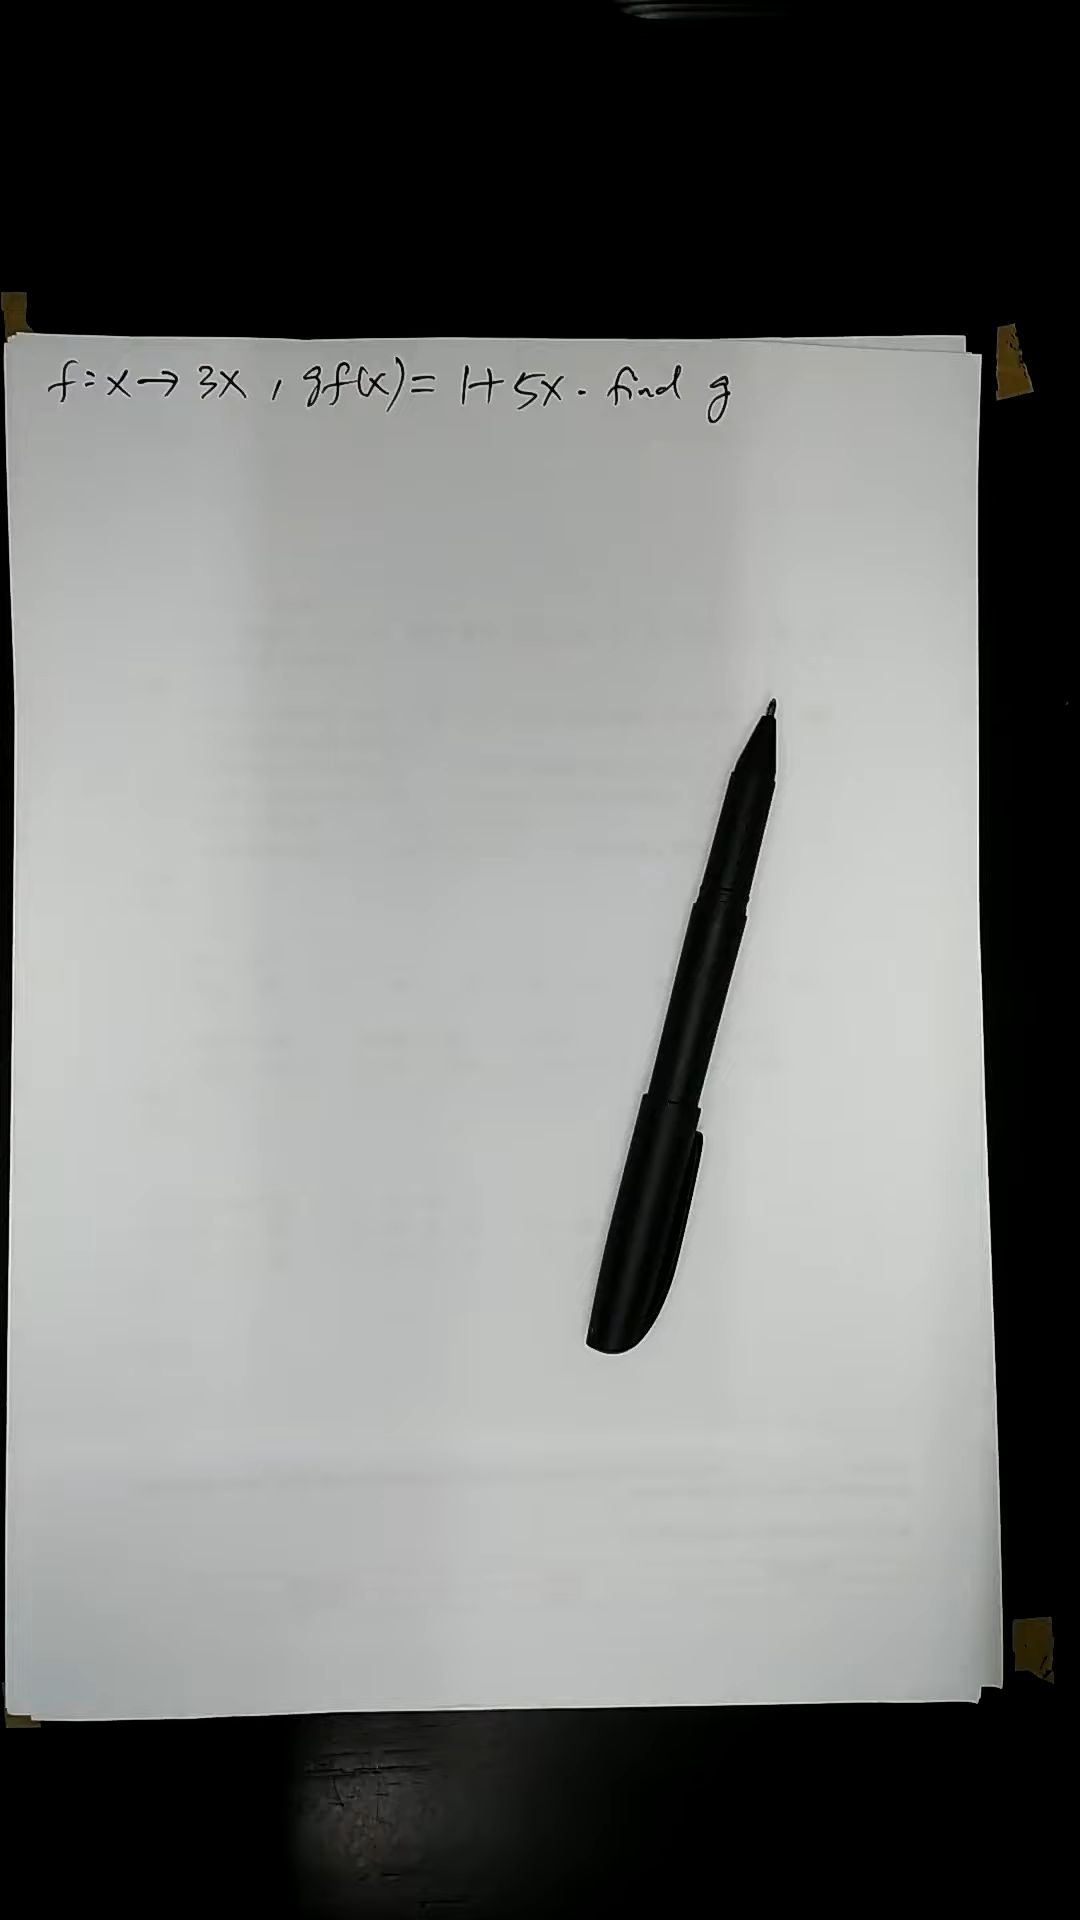 f:x→3x, gf(x)=1+5x. find g